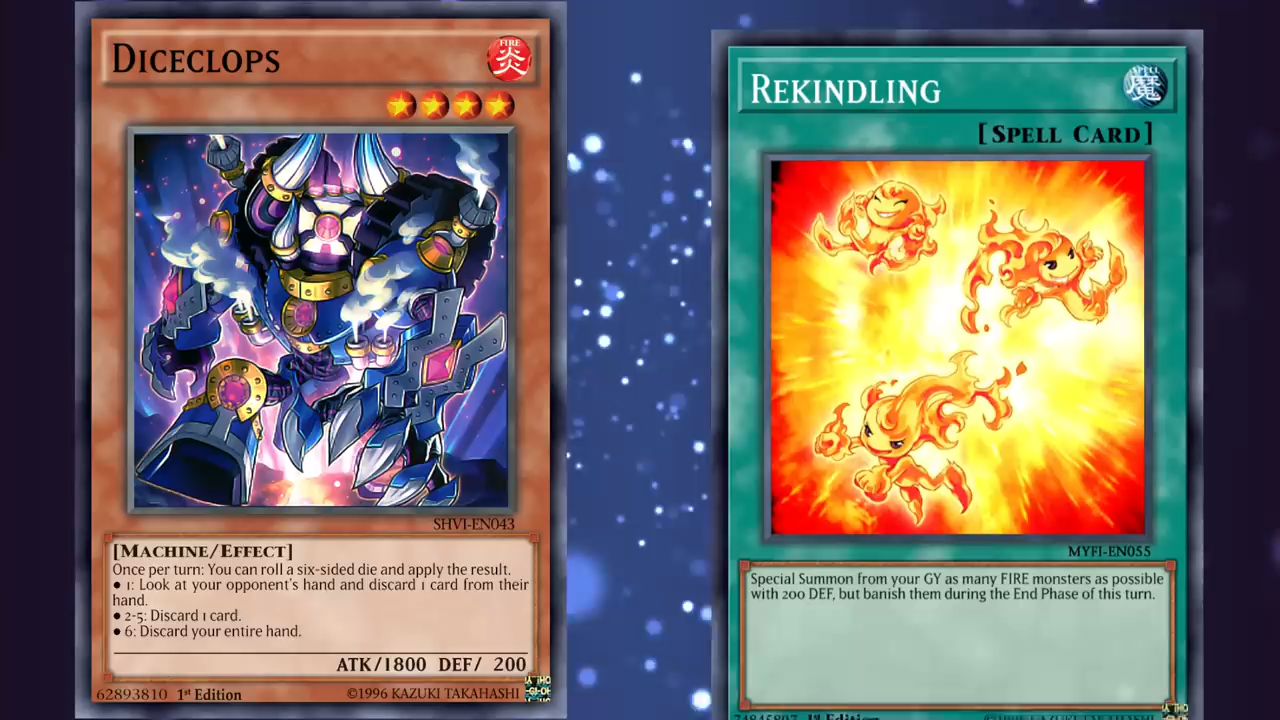 DICECLOPS
FIRE
炎
SHVI-EN043
[MACHINE/EFFECT]
Once per turn: You can roll a six-sided die and apply the result.
● 1: Look at your opponent's hand and discard 1 card from their
hand.
● 2-5: Discard 1 card.
● 6: Discard your entire hand.
ATK/1800 DEF/ 200
62893810 1st Edition ©1996 KAZUKI TAKAHASHI
REKINDLING
SPELL
魔
[SPELL CARD]
MYFI-EN055
Special Summon from your GY as many FIRE monsters as possible
with 200 DEF, but banish them during the End Phase of this turn.